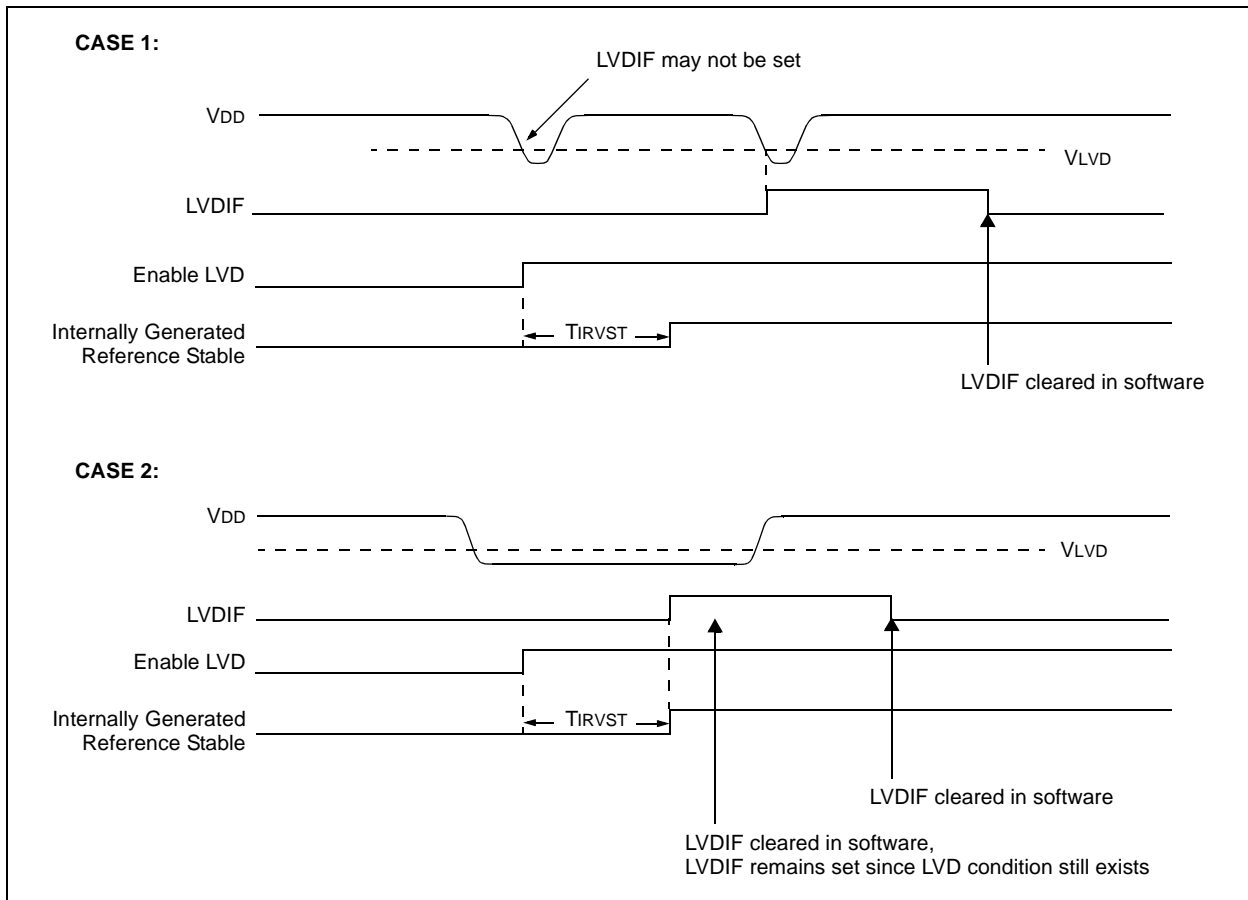 CASE 1:
LVDIF may not be set
VDD
VLVD
LVDIF
Enable LVD
Internally Generated
Reference Stable
TIRVST
LVDIF cleared in software
CASE 2:
VDD
VLVD
LVDIF
Enable LVD
Internally Generated
Reference Stable
TIRVST
LVDIF cleared in software
LVDIF cleared in software,
LVDIF remains set since LVD condition still exists